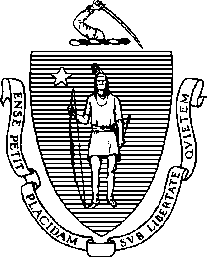 ENSE PETIT
PLACIDAM
SVB LIBERTATE
QVIETEM